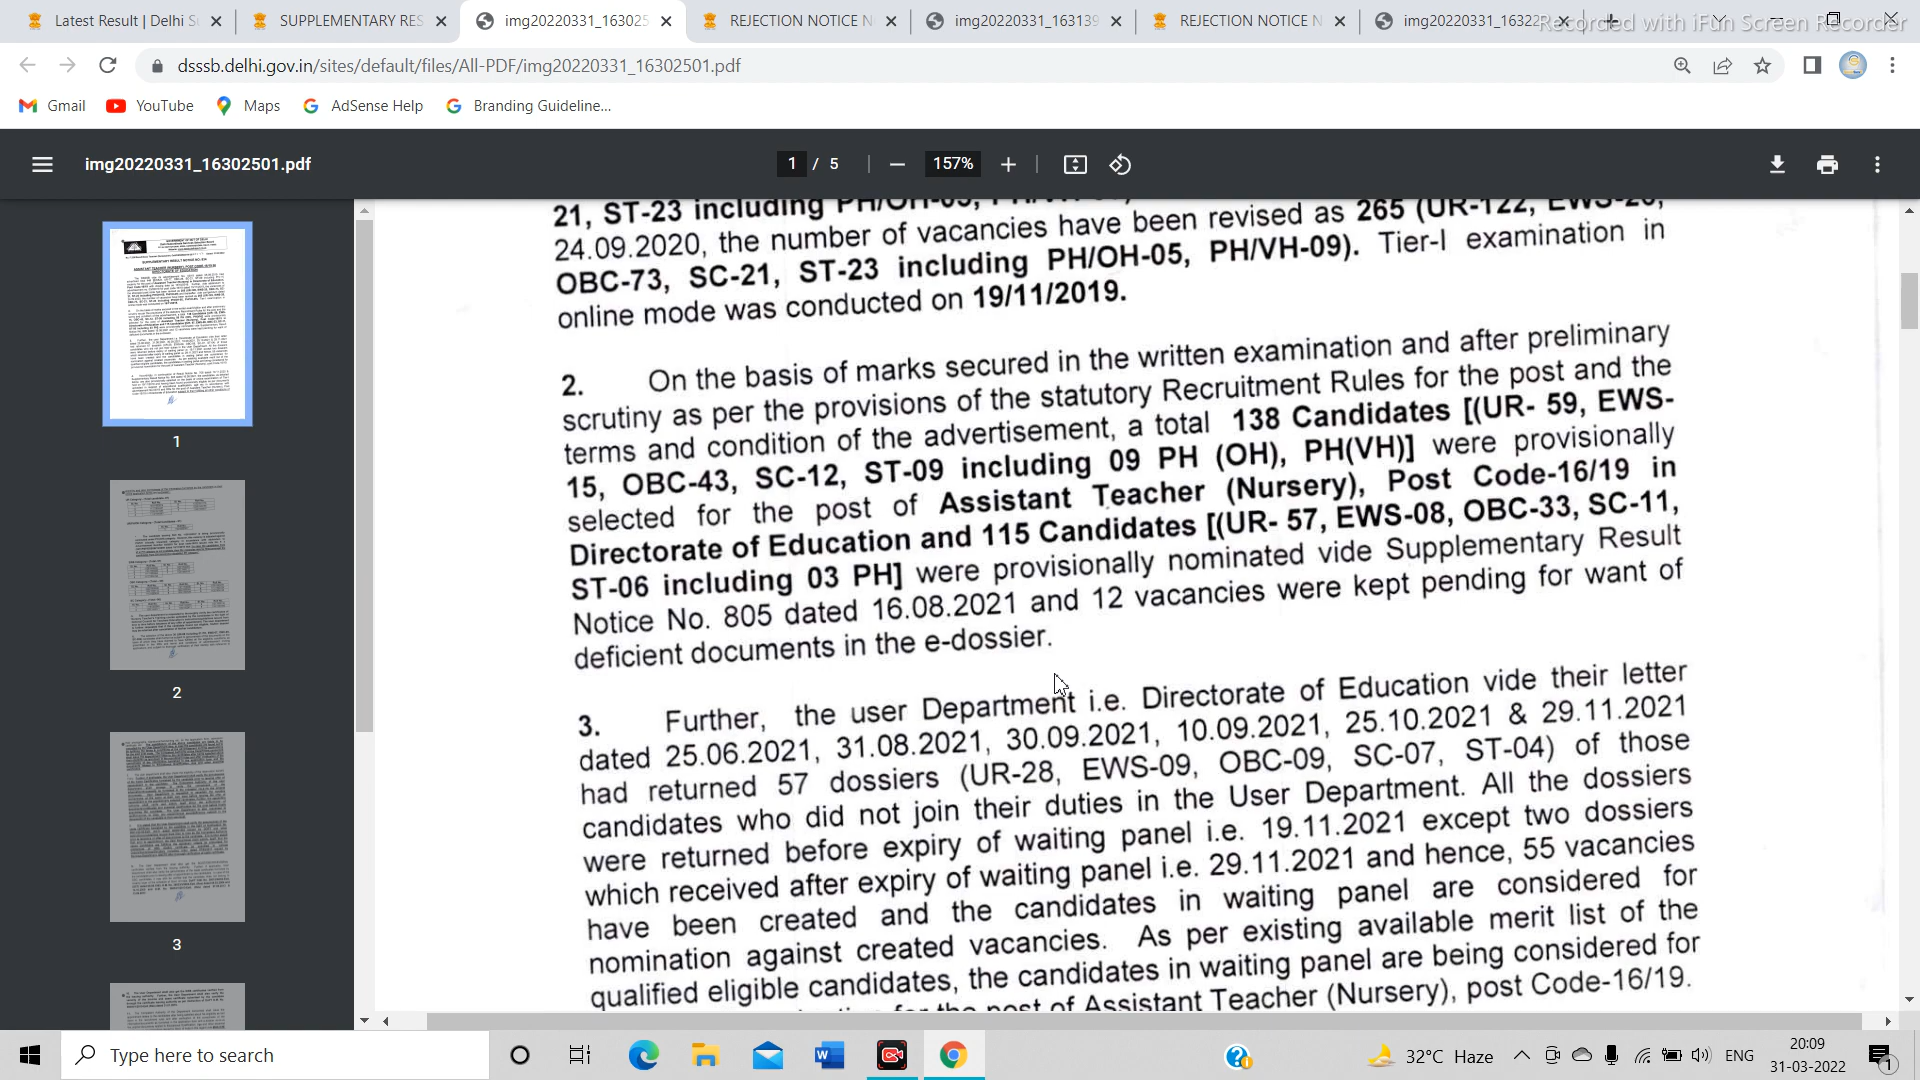 Latest Result | Delhi S
SUPPLEMENTARY RES
img20220331_163025
REJECTION NOTICE N
img20220331_163139
REJECTION NOTICE N
img20220331_16322
Recorded with iFun Screen Recorder
dsssb.delhi.gov.in/sites/default/files/All-PDF/img20220331_16302501.pdf
Gmail
YouTube
Maps
AdSense Help
Branding Guideline...
img20220331_16302501.pdf
1 / 5
157%
1
2
3
21, ST-23 including
24.09.2020, the number of vacancies have been revised as 265 (UR-122,
OBC-73, SC-21, ST-23 including PH/OH-05, PH/VH-09). Tier-I examination in
online mode was conducted on 19/11/2019.
2. On the basis of marks secured in the written examination and after preliminary
scrutiny as per the provisions of the statutory Recruitment Rules for the post and the
terms and condition of the advertisement, a total 138 Candidates [(UR- 59, EWS-
15, OBC-43, SC-12, ST-09 including 09 PH (OH), PH(VH)] were provisionally
selected for the post of Assistant Teacher (Nursery), Post Code-16/19 in
Directorate of Education and 115 Candidates [(UR- 57, EWS-08, OBC-33, SC-11,
ST-06 including 03 PH] were provisionally nominated vide Supplementary Result
Notice No. 805 dated 16.08.2021 and 12 vacancies were kept pending for want of
deficient documents in the e-dossier.
3. Further, the user Department i.e. Directorate of Education vide their letter
dated 25.06.2021, 31.08.2021, 30.09.2021, 10.09.2021, 25.10.2021 & 29.11.2021
had returned 57 dossiers (UR-28, EWS-09, OBC-09, SC-07, ST-04) of those
candidates who did not join their duties in the User Department. All the dossiers
were returned before expiry of waiting panel i.e. 19.11.2021 except two dossiers
which received after expiry of waiting panel i.e. 29.11.2021 and hence, 55 vacancies
have been created and the candidates in waiting panel are considered for
nomination against created vacancies. As per existing available merit list of the
qualified eligible candidates, the candidates in waiting panel are being considered for
for the post of Assistant Teacher (Nursery), post Code-16/19.
Type here to search
32°C Haze
ENG
20:09
31-03-2022
1